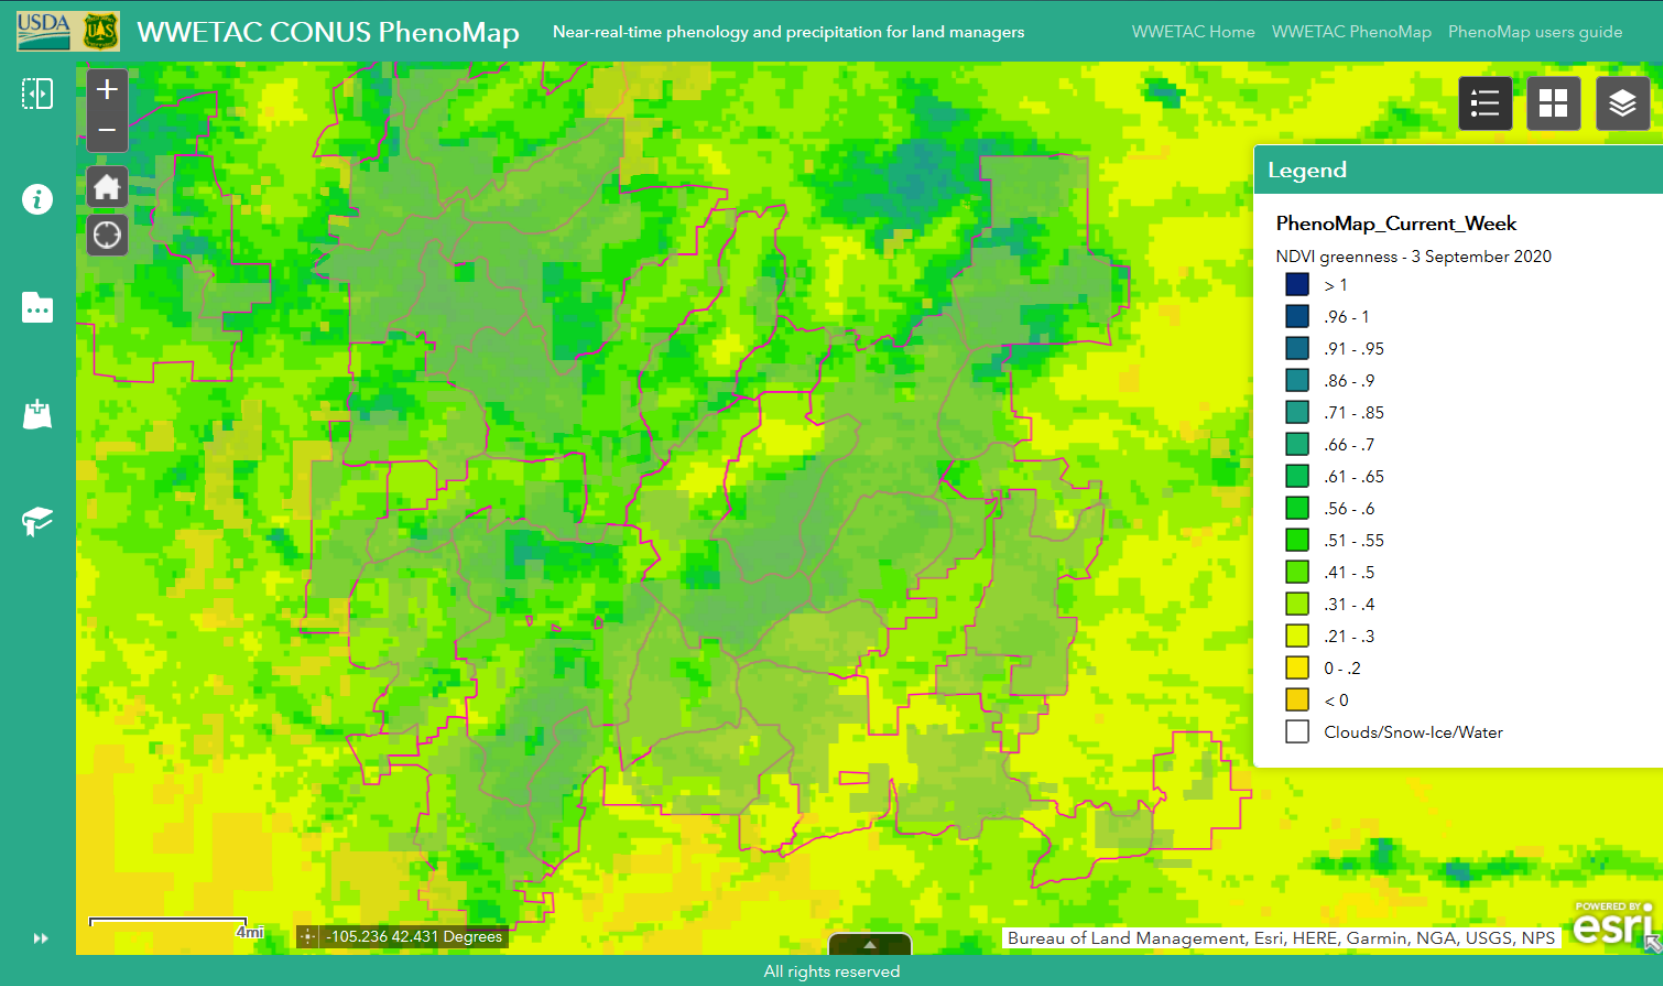 USDA
UAS
WWETAC CONUS PhenoMap
Near-real-time phenology and precipitation for land managers
WWETAC Home
WWETAC PhenoMap
PhenoMap users guide
Legend
PhenoMap_Current_Week
NDVI greenness - 3 September 2020
> 1
.96 - 1
.91 - .95
.86 - .9
.71 - .85
.66 - .7
.61 - .65
.56 - .6
.51 - .55
.41 - .5
.31 - .4
.21 - .3
0 - .2
< 0
Clouds/Snow-Ice/Water
4mi
-105.236 42.431 Degrees
Bureau of Land Management, Esri, HERE, Garmin, NGA, USGS, NPS
POWERED BY
esri
All rights reserved